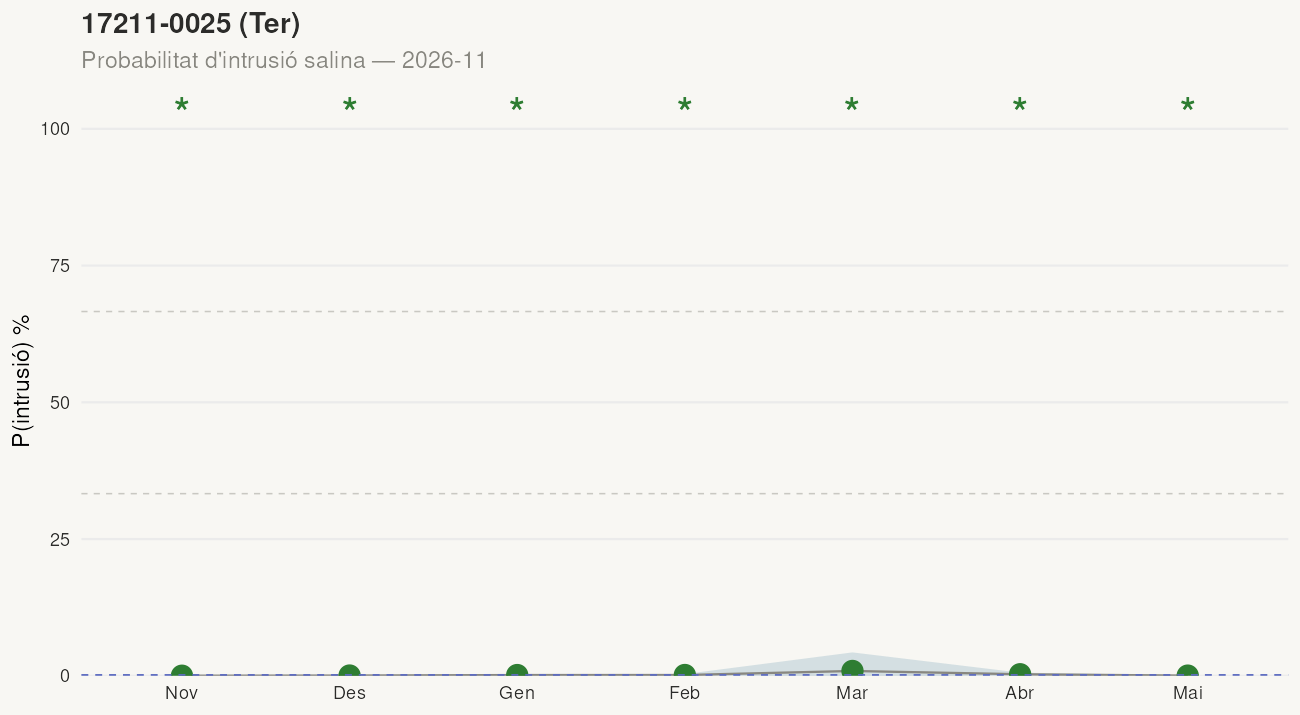 17211-0025 (Ter)
Probabilitat d'intrusió salina — 2026-11
* * * * * * *
100
75
50
25
0
P(intrusió) %
Nov Des Gen Feb Mar Abr Mai